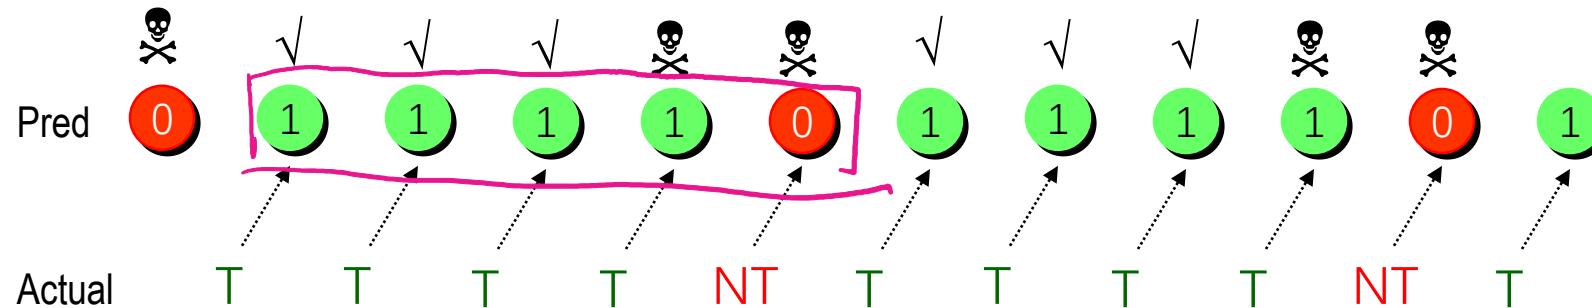 √ √ √ √ √ √
Pred 0 1 1 1 1 0 1 1 1 1 0 1
Actual T T T T NT T T T T NT T